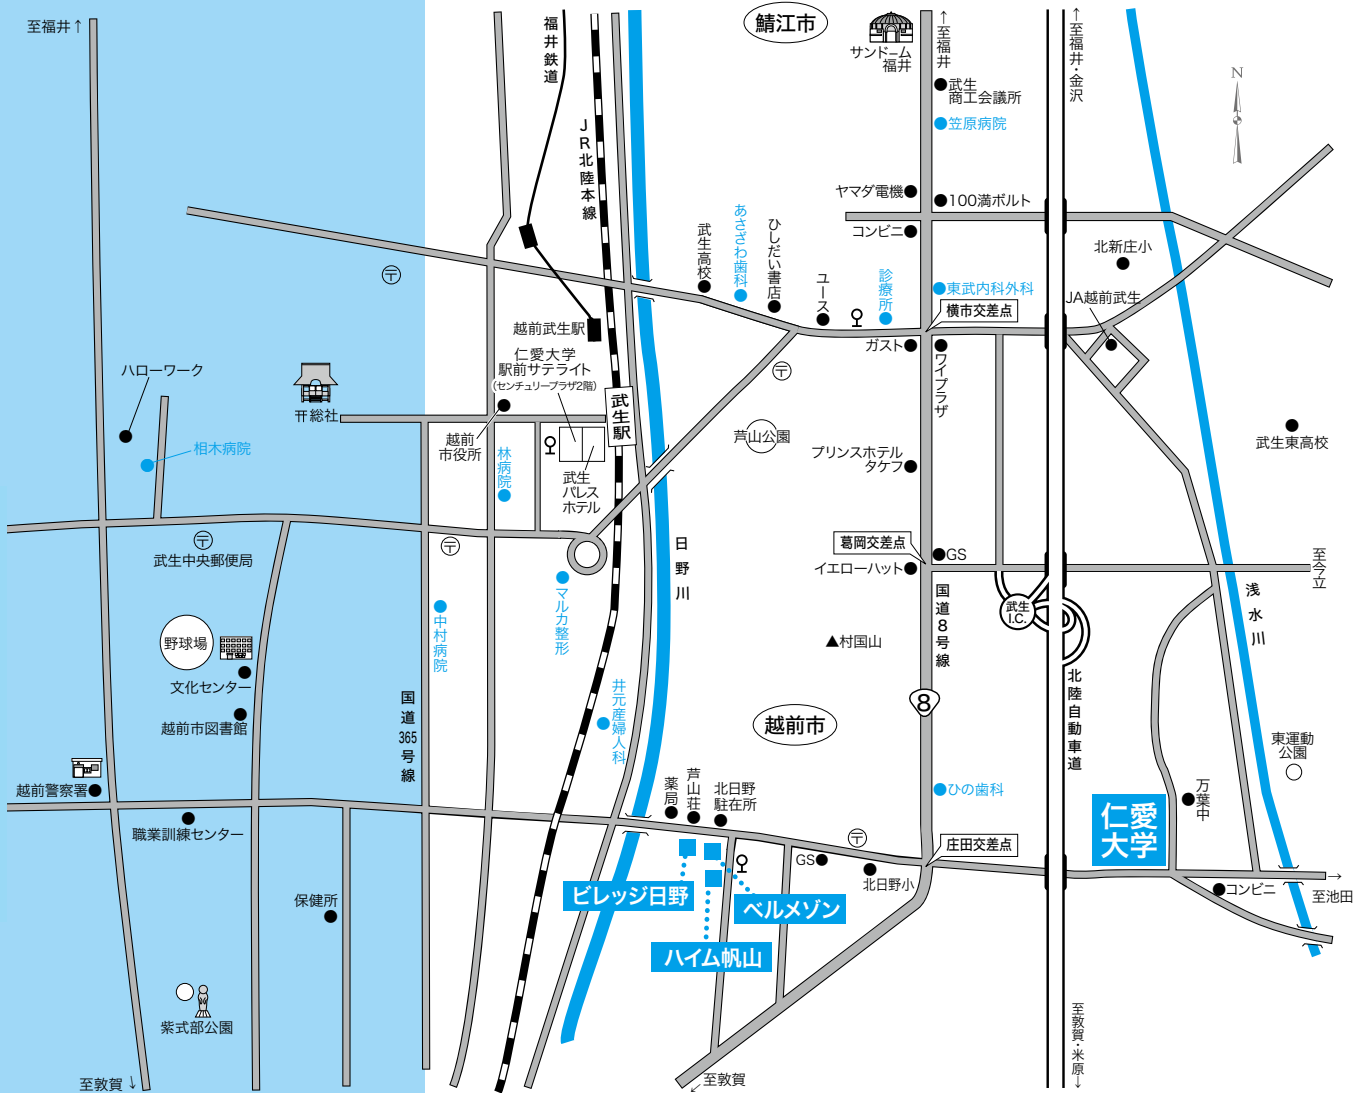 至福井↑
福井鉄道
JR北陸本線
鯖江市
サンドーム
福井
↑至福井
↑至福井・金沢
N
武生
商工会議所
笠原病院
ヤマダ電機
100満ボルト
コンビニ
北新庄小
武生高校
あさざわ歯科
ひしだい書店
ユース
診療所
東武内科外科
横市交差点
JA越前武生
〒
越前武生駅
仁愛大学
駅前サテライト
(センチュリープラザ2階)
ガスト
ワイプラザ
ハローワーク
総社
相木病院
越前
市役所
林病院
武生駅
武生
パレス
ホテル
〒
芦山公園
プリンスホテル
タケフ
武生東高校
〒
武生中央郵便局
〒
日野川
葛岡交差点
GS
イエローハット
至今立
マルカ整形
中村病院
野球場
文化センター
越前市図書館
国道365号線
井元産婦人科
▲村国山
国道8号線
武生
I.C.
浅水川
北陸自動車道
8
越前市
東運動
公園
越前警察署
職業訓練センター
薬局
芦山荘
北日野
駐在所
ひの歯科
仁愛
大学
万葉中
〒
庄田交差点
GS
北日野小
コンビニ
→
至池田
ビレッジ日野
ベルメゾン
ハイム帆山
保健所
紫式部公園
至敦賀↓
至敦賀
至敦賀・米原↓